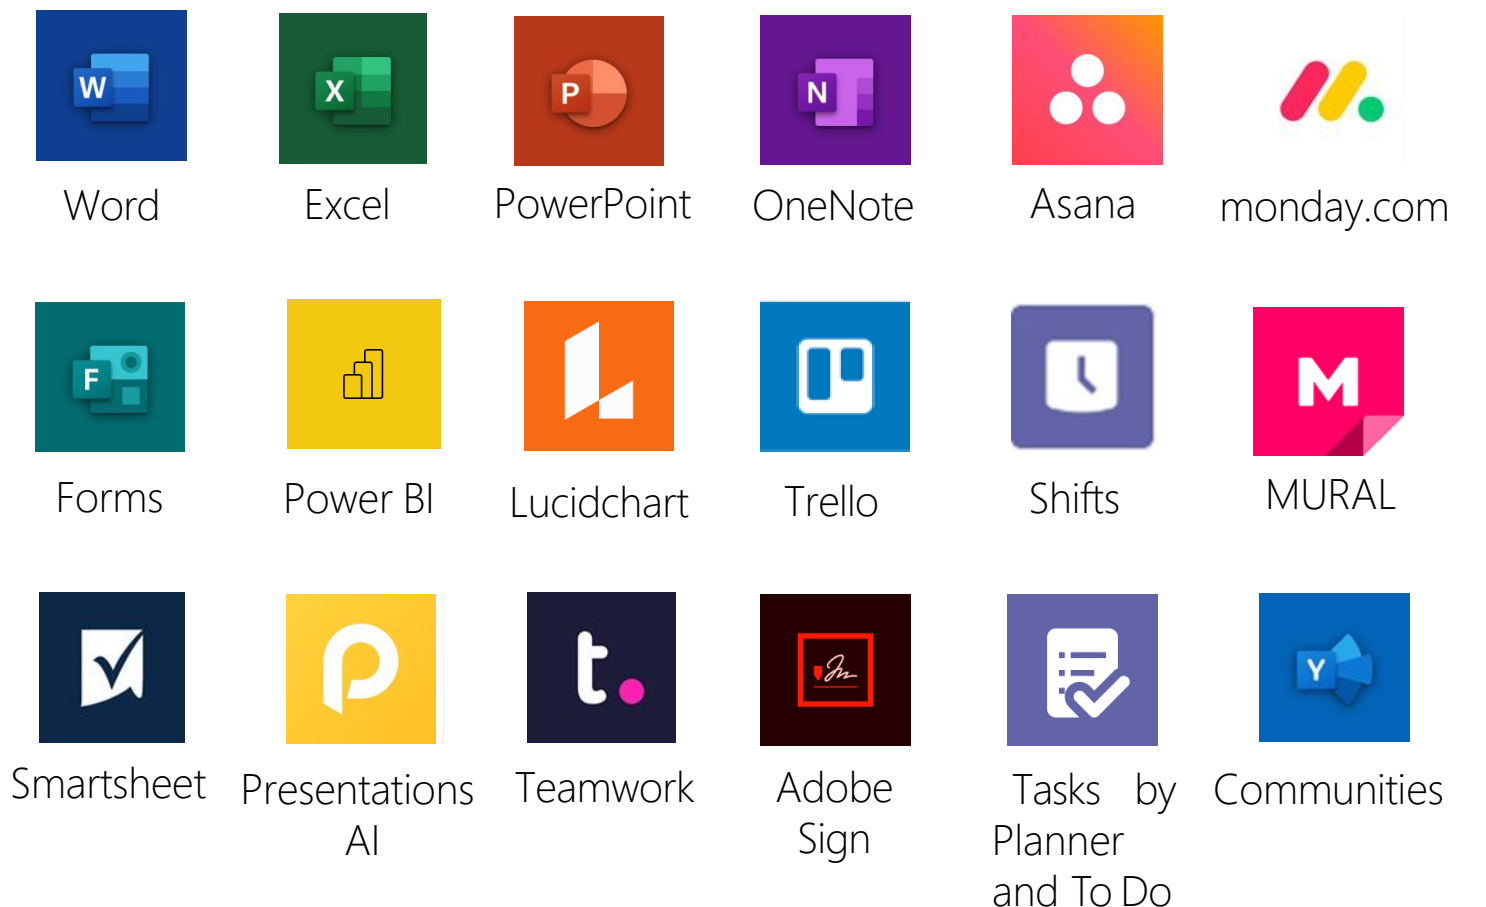 W
X
P
N
Word
Excel
PowerPoint
OneNote
Asana
monday.com
F
M
Forms
Power BI
Lucidchart
Trello
Shifts
MURAL
t.
Y
Smartsheet
Presentations
AI
Teamwork
Adobe
Sign
Tasks by
Planner
and To Do
Communities